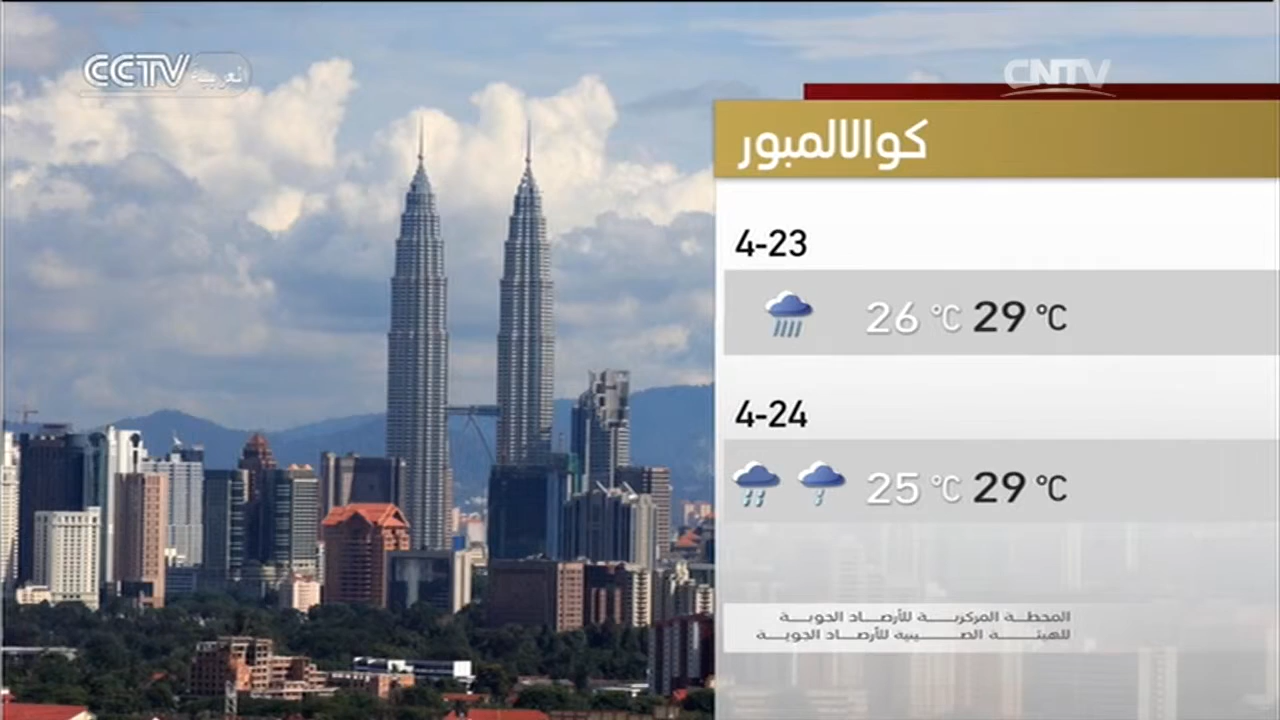 CCTV العربية
CNTV
كوالالمبور
4-23
26 °C 29 °C
4-24
25 °C 29 °C
المحطة المركزية للأرصاد الجوية
للهيئة الصينية للأرصاد الجوية